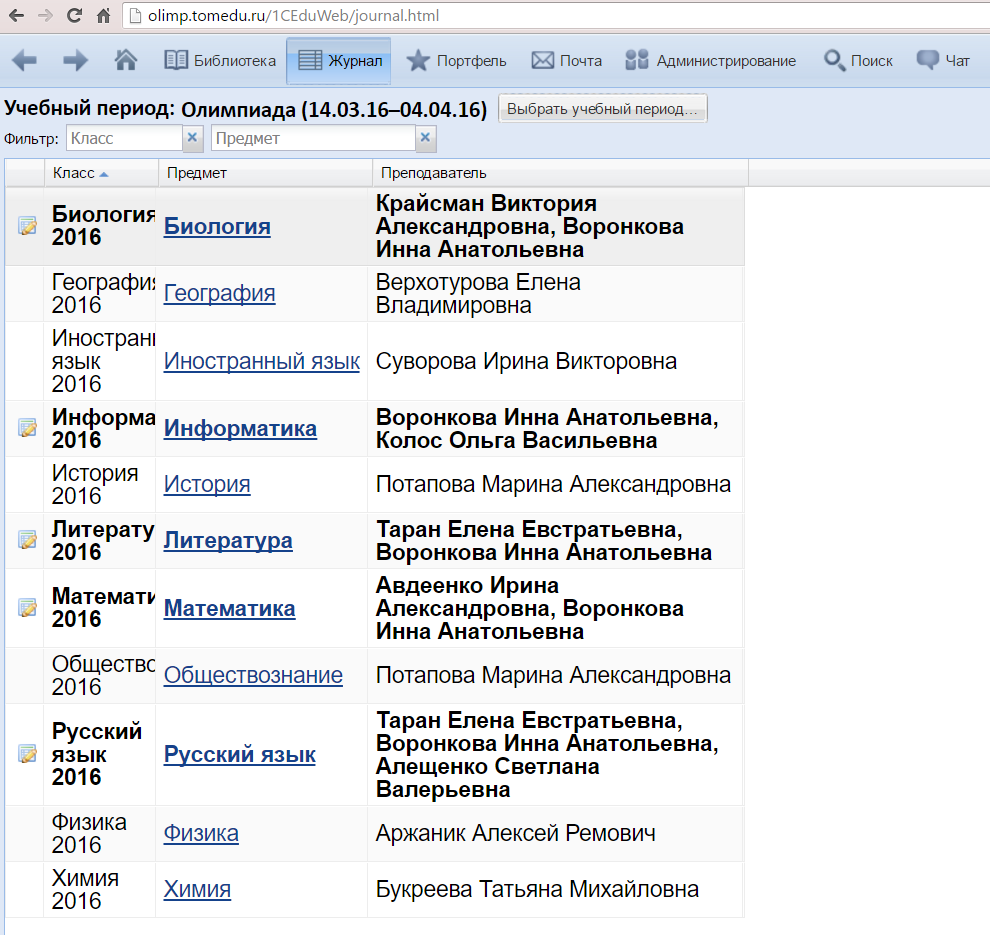 olimp.tomedu.ru/1CEduWeb/journal.html
Библиотека Журнал Портфель Почта Администрирование Поиск Чат
Учебный период: Олимпиада (14.03.16–04.04.16) Выбрать учебный период...
Фильтр: Класс × Предмет ×
Класс Предмет Преподаватель
Биология
2016
Биология
Крайсман Виктория
Александровна, Воронкова
Инна Анатольевна
География
2016
География
Верхотурова Елена
Владимировна
Иностран
язык
2016
Иностранный язык
Суворова Ирина Викторовна
Информа
2016
Информатика
Воронкова Инна Анатольевна,
Колос Ольга Васильевна
История
2016
История
Потапова Марина Александровна
Литерату
2016
Литература
Таран Елена Евстратьевна,
Воронкова Инна Анатольевна
Математи
2016
Математика
Авдеенко Ирина
Александровна, Воронкова
Инна Анатольевна
Общество
2016
Обществознание
Потапова Марина Александровна
Русский
язык
2016
Русский язык
Таран Елена Евстратьевна,
Воронкова Инна Анатольевна,
Алещенко Светлана
Валерьевна
Физика
2016
Физика
Аржаник Алексей Ремович
Химия
2016
Химия
Букреева Татьяна Михайловна